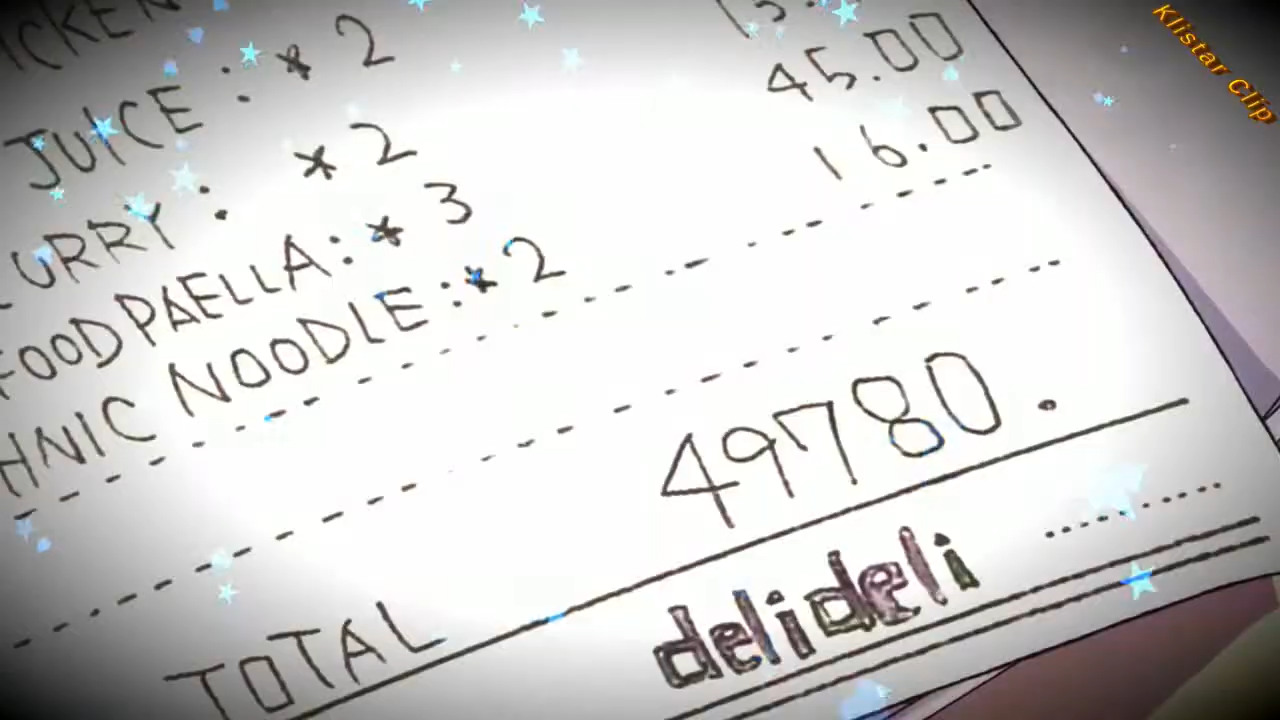 JUICE : * 2
URRY : * 2
FOOD PAELLA : * 3
HNIC NOODLE : * 2
45.00
16.00
49780.
TOTAL
delideli
Klistar Clip